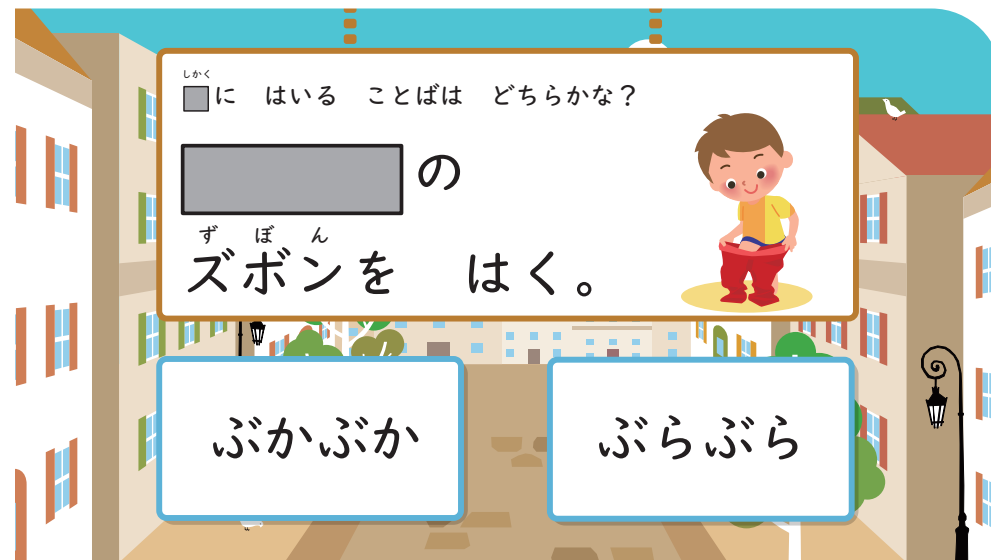 しかく
■に　はいる　ことばは　どちらかな？
の
ずぼん
ズボンを　はく。
ぶかぶか
ぶらぶら